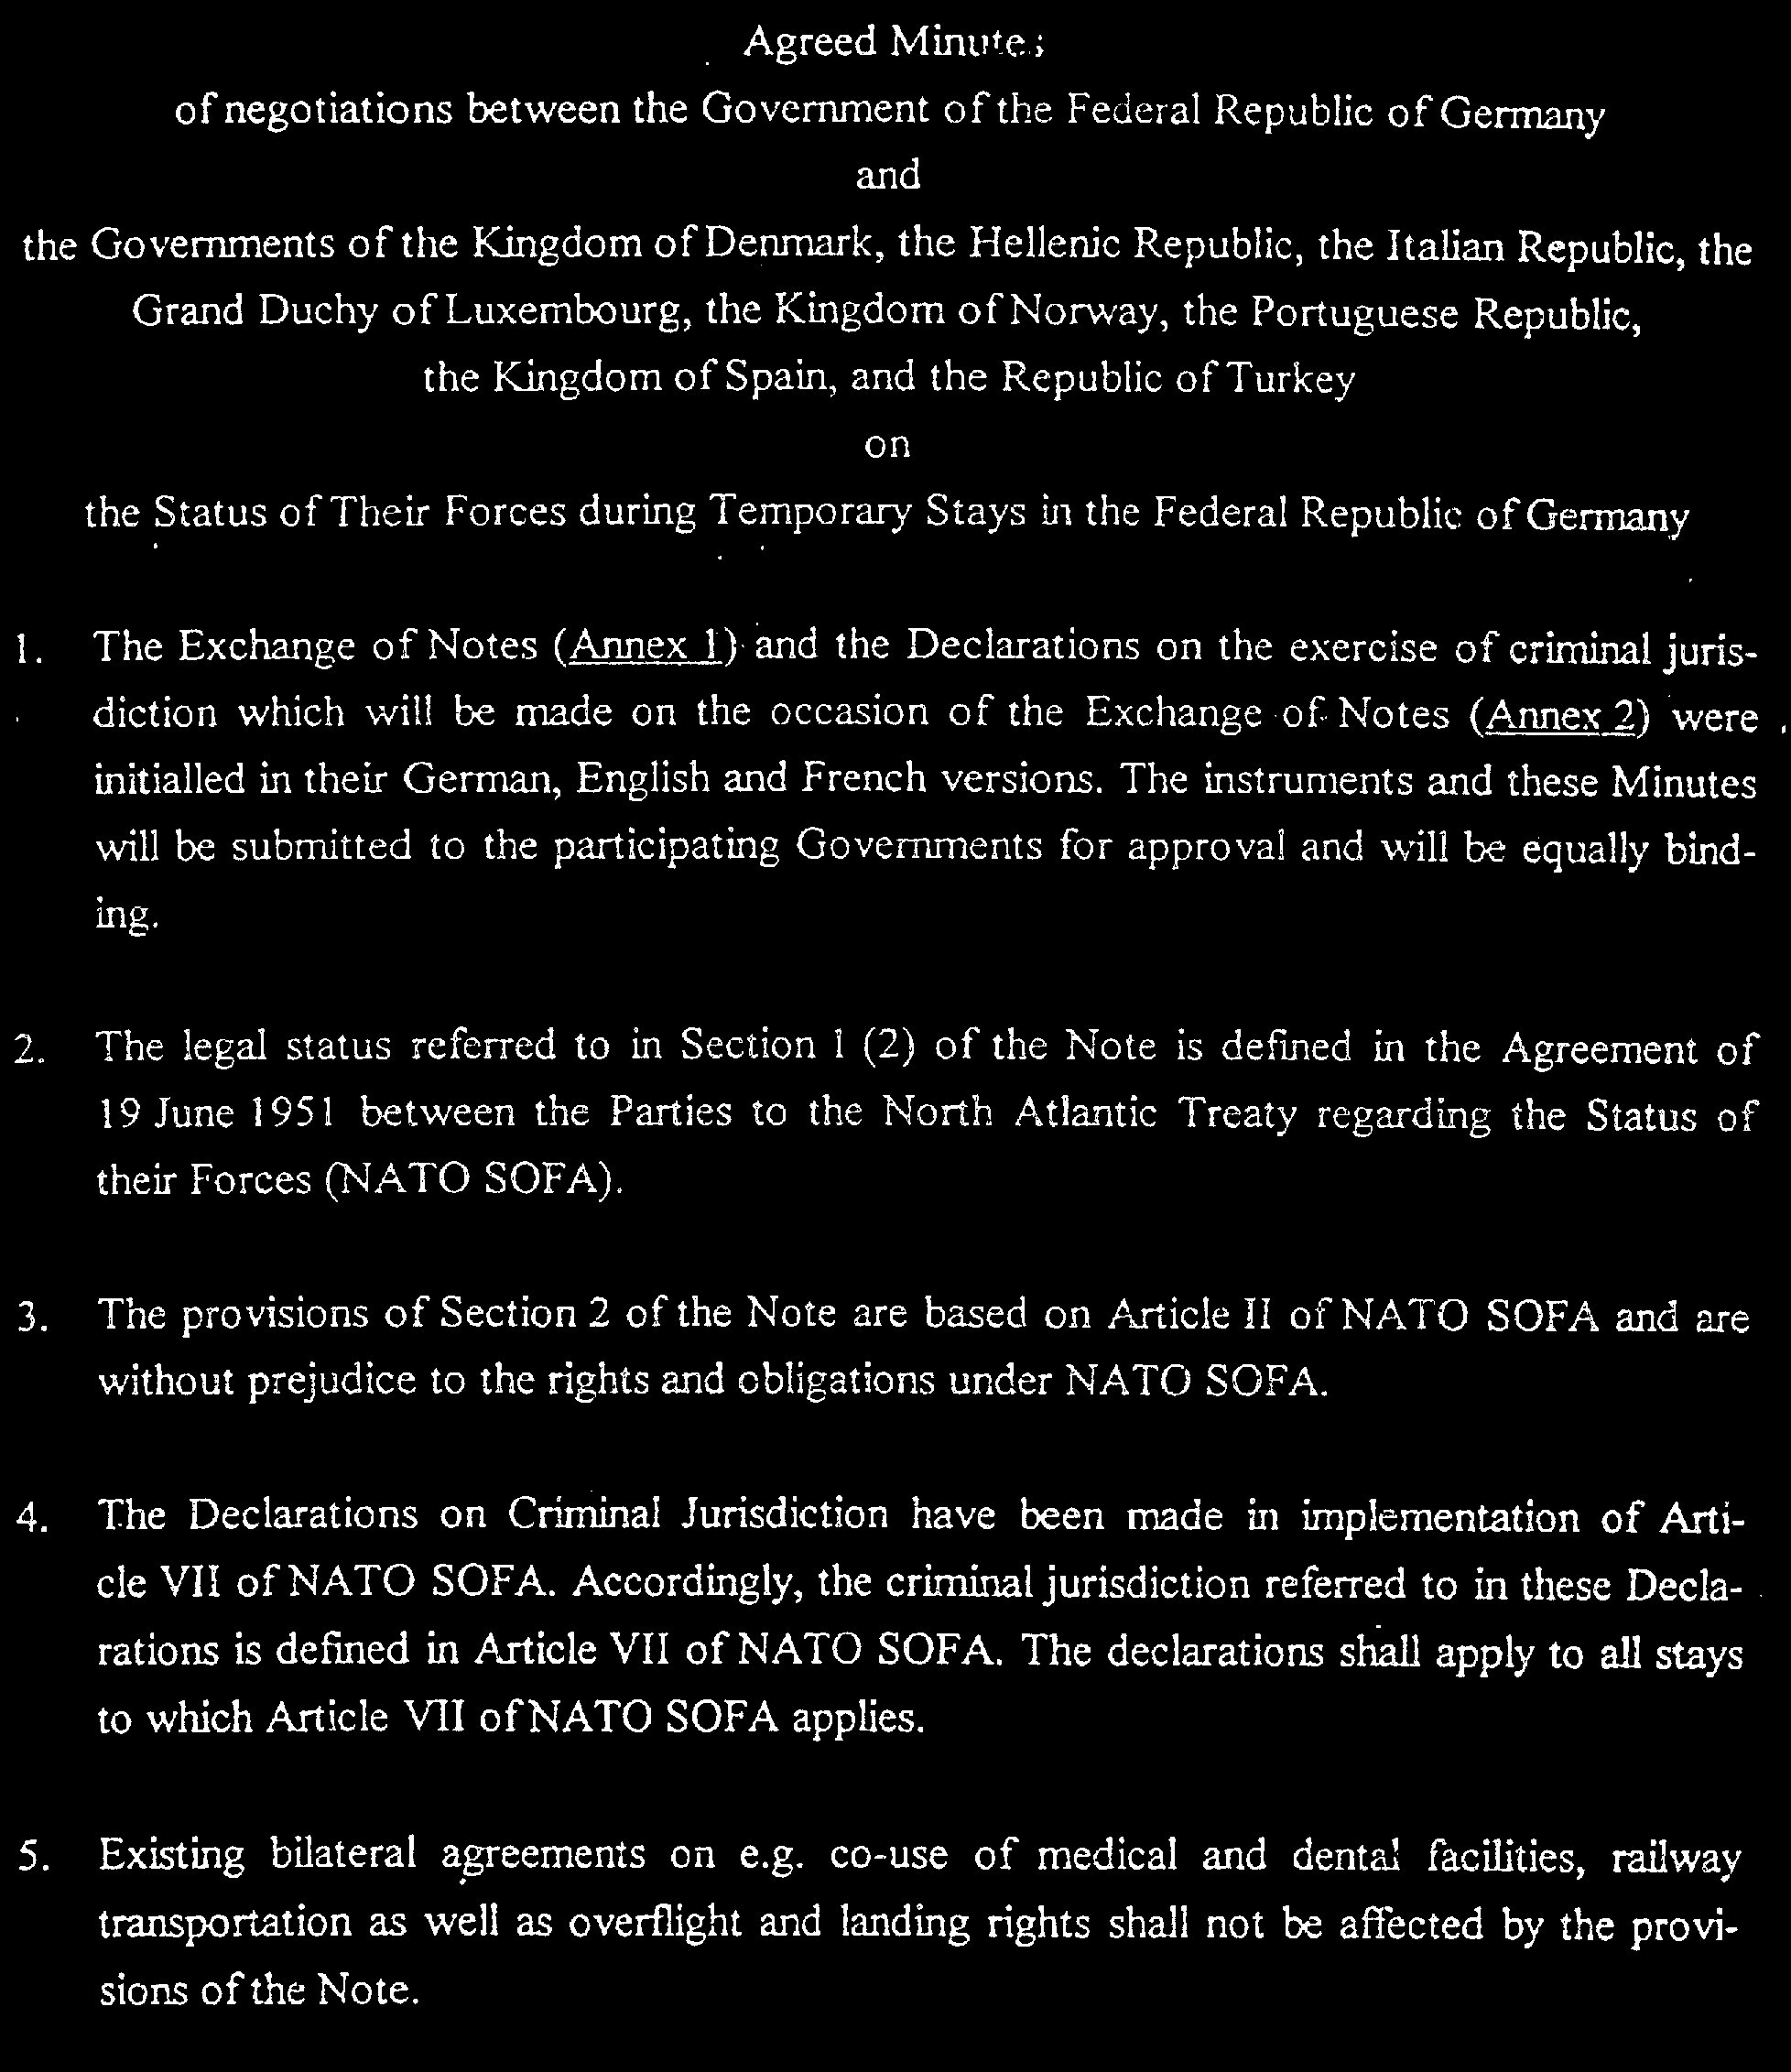 Agreed Minutes
of negotiations between the Government of the Federal Republic of Germany
and
the Governments of the Kingdom of Denmark, the Hellenic Republic, the Italian Republic, the
Grand Duchy of Luxembourg, the Kingdom of Norway, the Portuguese Republic,
the Kingdom of Spain, and the Republic of Turkey
on
the Status of Their Forces during Temporary Stays in the Federal Republic of Germany
1. The Exchange of Notes (Annex 1) and the Declarations on the exercise of criminal juris-
diction which will be made on the occasion of the Exchange of Notes (Annex 2) were
initialled in their German, English and French versions. The instruments and these Minutes
will be submitted to the participating Governments for approval and will be equally bind-
ing.
2. The legal status referred to in Section 1 (2) of the Note is defined in the Agreement of
19 June 1951 between the Parties to the North Atlantic Treaty regarding the Status of
their Forces (NATO SOFA).
3. The provisions of Section 2 of the Note are based on Article II of NATO SOFA and are
without prejudice to the rights and obligations under NATO SOFA.
4. The Declarations on Criminal Jurisdiction have been made in implementation of Arti-
cle VII of NATO SOFA. Accordingly, the criminal jurisdiction referred to in these Decla-
rations is defined in Article VII of NATO SOFA. The declarations shall apply to all stays
to which Article VII of NATO SOFA applies.
5. Existing bilateral agreements on e.g. co-use of medical and dental facilities, railway
transportation as well as overflight and landing rights shall not be affected by the provi-
sions of the Note.